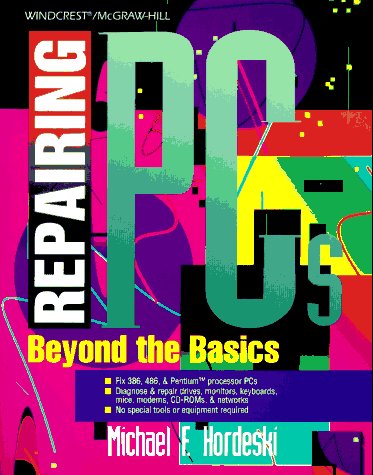 WINDCREST®/McGRAW-HILL
REPAIRING
PCs
Beyond the Basics
■ Fix 386, 486, & Pentium™ processor PCs
■ Diagnose & repair drives, monitors, keyboards,
mice, modems, CD-ROMs, & networks
■ No special tools or equipment required
Michael F. Hordeski